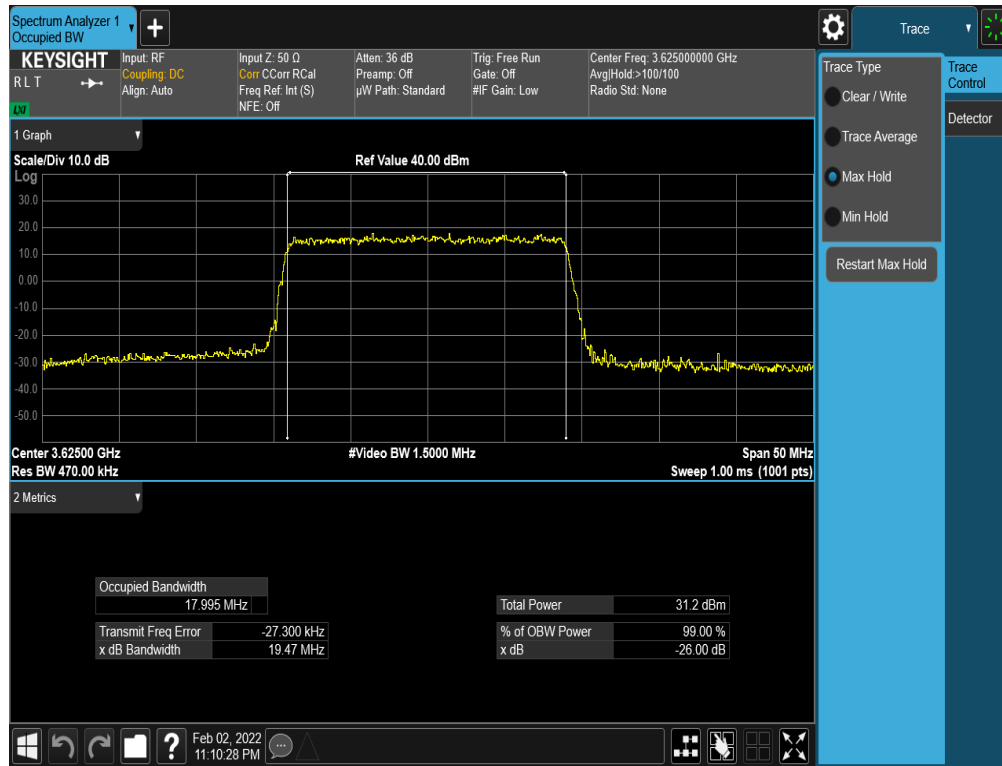 Spectrum Analyzer 1
Occupied BW
+
Trace
KEYSIGHT
R L T
LXI
Input: RF
Coupling: DC
Align: Auto
Input Z: 50 Ω
Corr CCorr RCal
Freq Ref: Int (S)
NFE: Off
Atten: 36 dB
Preamp: Off
µW Path: Standard
Trig: Free Run
Gate: Off
#IF Gain: Low
Center Freq: 3.625000000 GHz
Avg|Hold:>100/100
Radio Std: None
Trace Type
Clear / Write
Trace Average
Max Hold
Min Hold
Restart Max Hold
Trace
Control
Detector
1 Graph
Scale/Div 10.0 dB
Ref Value 40.00 dBm
Log
30.0
20.0
10.0
0.00
-10.0
-20.0
-30.0
-40.0
-50.0
Center 3.62500 GHz
#Video BW 1.5000 MHz
Span 50 MHz
Res BW 470.00 kHz
Sweep 1.00 ms (1001 pts)
2 Metrics
Occupied Bandwidth
17.995 MHz
Total Power 31.2 dBm
Transmit Freq Error -27.300 kHz
% of OBW Power 99.00 %
x dB Bandwidth 19.47 MHz
x dB -26.00 dB
?
Feb 02, 2022
11:10:28 PM